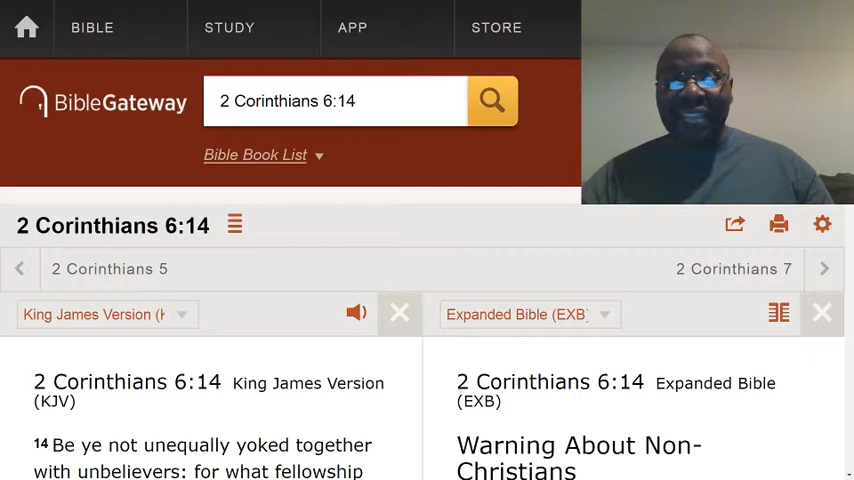 BIBLE STUDY APP STORE
BibleGateway 2 Corinthians 6:14
Bible Book List
2 Corinthians 6:14
2 Corinthians 5 2 Corinthians 7
King James Version (K
2 Corinthians 6:14 King James Version
(KJV)
14 Be ye not unequally yoked together
with unbelievers: for what fellowship
Expanded Bible (EXB)
2 Corinthians 6:14 Expanded Bible
(EXB)
Warning About Non-
Christians